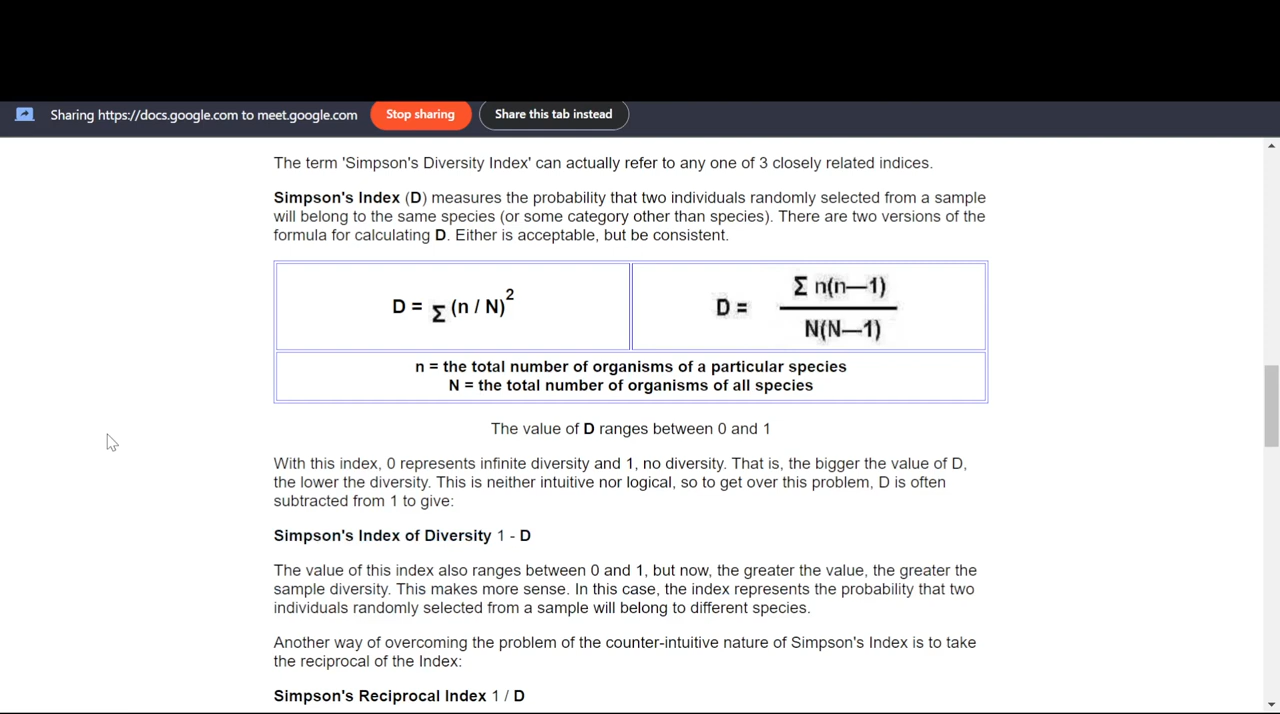 Sharing https://docs.google.com to meet.google.com Stop sharing Share this tab instead
The term 'Simpson's Diversity Index' can actually refer to any one of 3 closely related indices.
Simpson's Index (D) measures the probability that two individuals randomly selected from a sample
will belong to the same species (or some category other than species). There are two versions of the
formula for calculating D. Either is acceptable, but be consistent.
D = Σ (n / N)²
D = Σ n(n—1) / N(N—1)
n = the total number of organisms of a particular species
N = the total number of organisms of all species
The value of D ranges between 0 and 1
With this index, 0 represents infinite diversity and 1, no diversity. That is, the bigger the value of D,
the lower the diversity. This is neither intuitive nor logical, so to get over this problem, D is often
subtracted from 1 to give:
Simpson's Index of Diversity 1 - D
The value of this index also ranges between 0 and 1, but now, the greater the value, the greater the
sample diversity. This makes more sense. In this case, the index represents the probability that two
individuals randomly selected from a sample will belong to different species.
Another way of overcoming the problem of the counter-intuitive nature of Simpson's Index is to take
the reciprocal of the Index:
Simpson's Reciprocal Index 1 / D